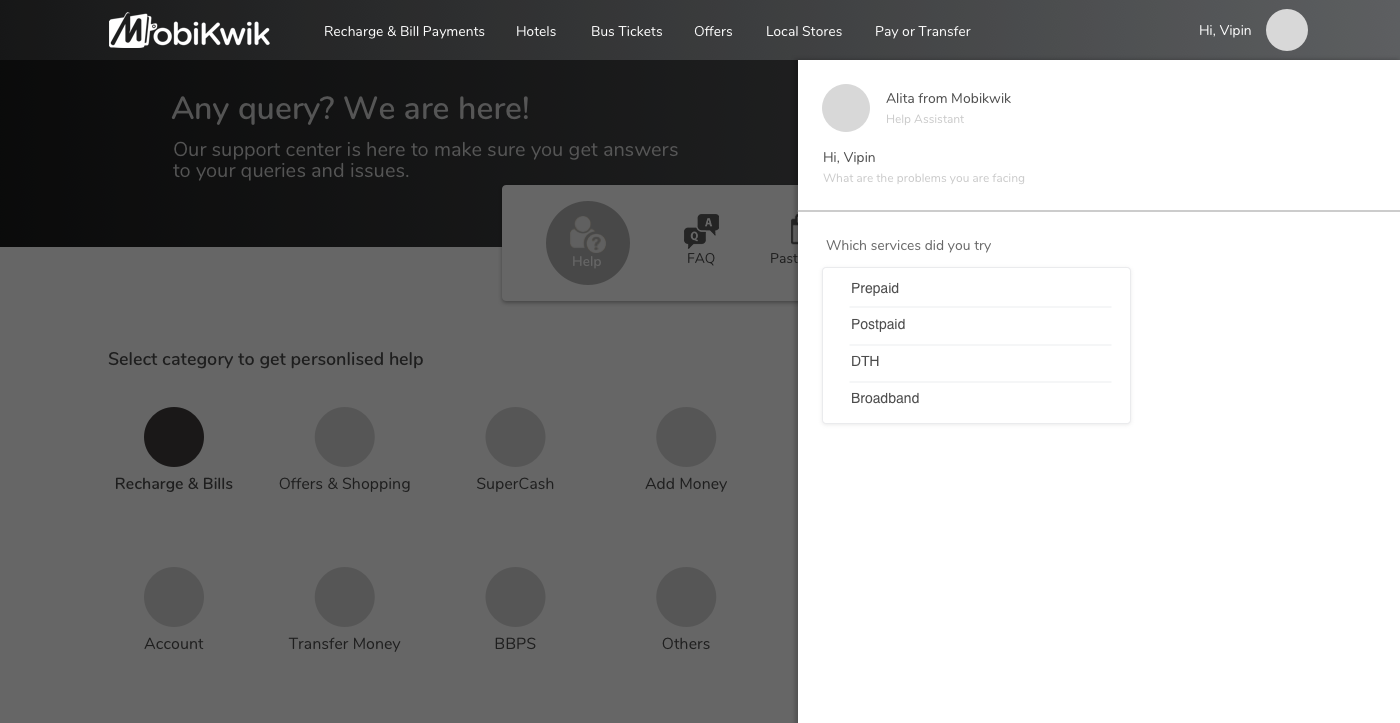 MobiKwik
Recharge & Bill Payments
Hotels
Bus Tickets
Offers
Local Stores
Pay or Transfer
Hi, Vipin
Any query? We are here!
Our support center is here to make sure you get answers
to your queries and issues.
Help
Q A
FAQ
Past
Select category to get personlised help
Recharge & Bills
Offers & Shopping
SuperCash
Add Money
Account
Transfer Money
BBPS
Others
Alita from Mobikwik
Help Assistant
Hi, Vipin
What are the problems you are facing
Which services did you try
Prepaid
Postpaid
DTH
Broadband